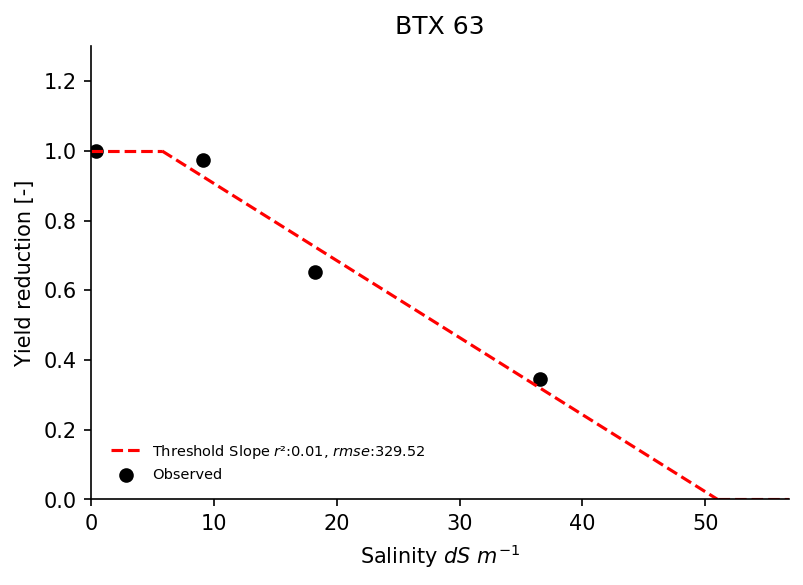 BTX 63
Yield reduction [-]
1.2
1.0
0.8
0.6
0.4
0.2
0.0
Threshold Slope r²:0.01, rmse:329.52
Observed
0 10 20 30 40 50
Salinity dS m⁻¹